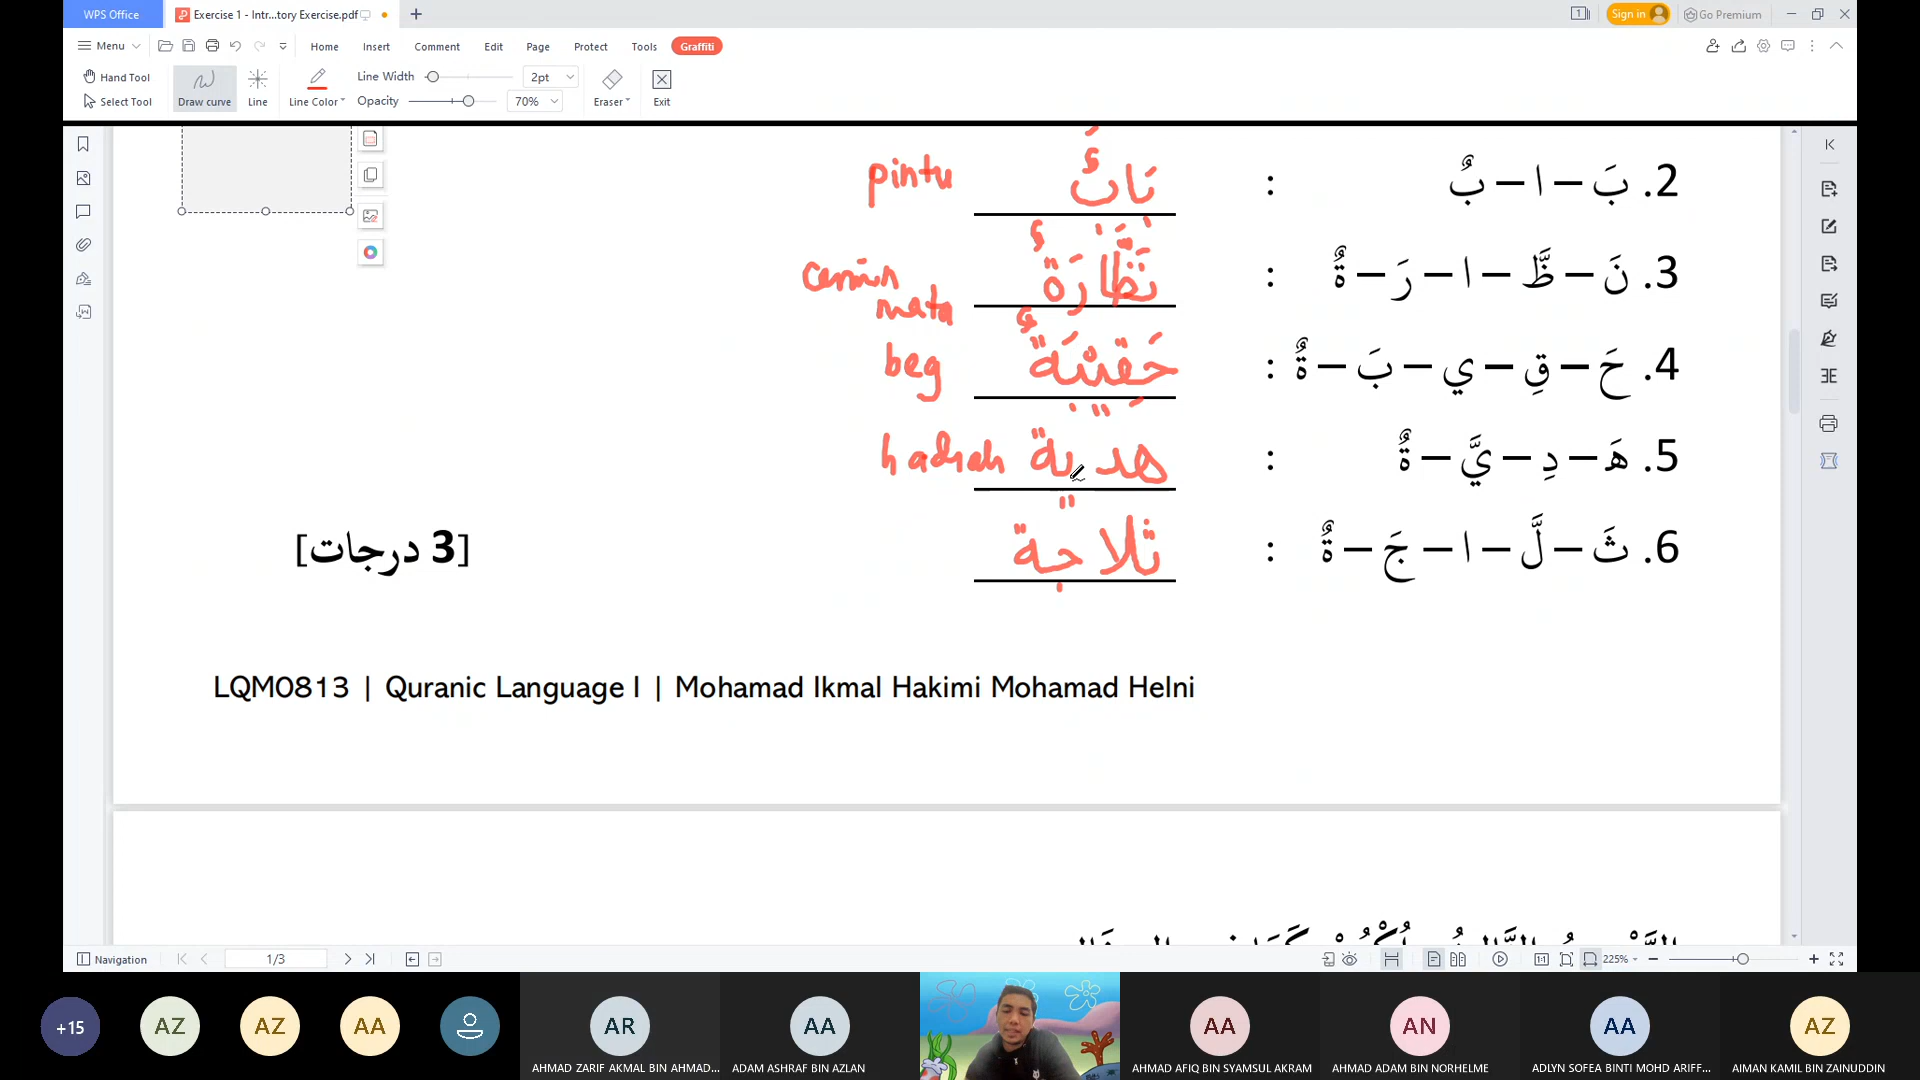 WPS Office
Exercise 1 - Intr...tory Exercise.pdf
Sign in
Go Premium
Menu
Home Insert Comment Edit Page Protect Tools Graffiti
Hand Tool
Select Tool
Draw curve
Line
Line Color
Line Width 2pt
Opacity 70%
Eraser
Exit
2. بَ – ا – بٌ : بَابٌ pintu
3. نَ – ظَّ – ا – رَ – ةٌ : نَظَّارَةٌ cermin mata
4. حَ – قِ – ي – بَ – ةٌ : حَقِيْبَةٌ beg
5. هَ – دِ – يَّ – ةٌ : هدية hadiah
6. ثَ – لَّ – ا – جَ – ةٌ : ثلاجة
[3 درجات]
LQM0813 | Quranic Language I | Mohamad Ikmal Hakimi Mohamad Helni
Navigation
1/3
225%
+15
AZ
AZ
AA
AR
AHMAD ZARIF AKMAL BIN AHMAD...
AA
ADAM ASHRAF BIN AZLAN
AA
AHMAD AFIQ BIN SYAMSUL AKRAM
AN
AHMAD ADAM BIN NORHELME
AA
ADLYN SOFEA BINTI MOHD ARIFF...
AZ
AIMAN KAMIL BIN ZAINUDDIN